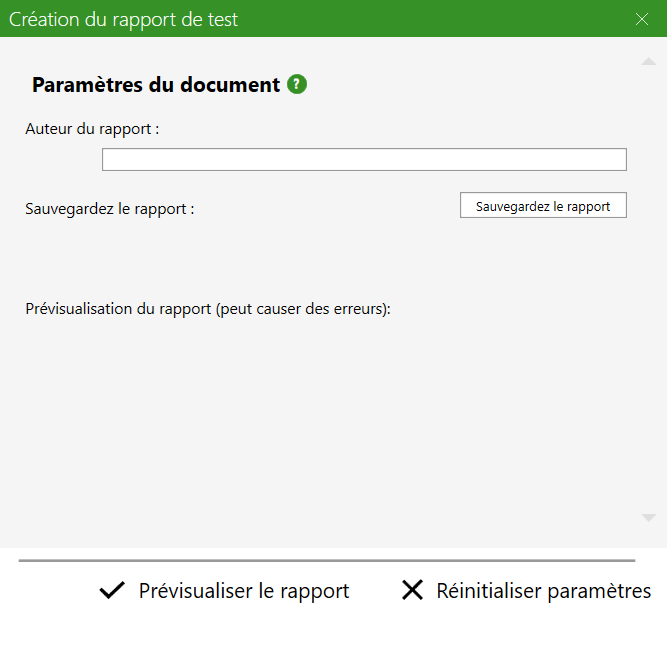 Création du rapport de test
Paramètres du document ?
Auteur du rapport :
Sauvegardez le rapport :
Sauvegardez le rapport
Prévisualisation du rapport (peut causer des erreurs):
Prévisualiser le rapport
Réinitialiser paramètres